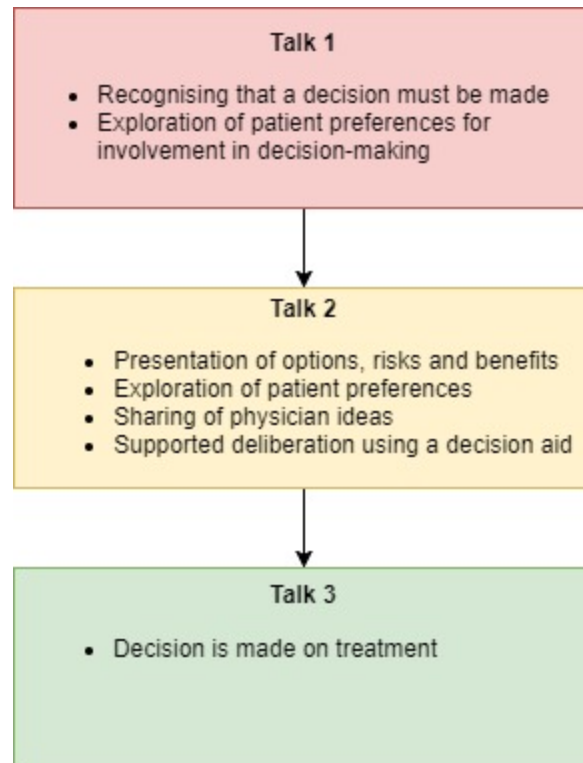 Talk 1
• Recognising that a decision must be made
• Exploration of patient preferences for
involvement in decision-making
Talk 2
• Presentation of options, risks and benefits
• Exploration of patient preferences
• Sharing of physician ideas
• Supported deliberation using a decision aid
Talk 3
• Decision is made on treatment